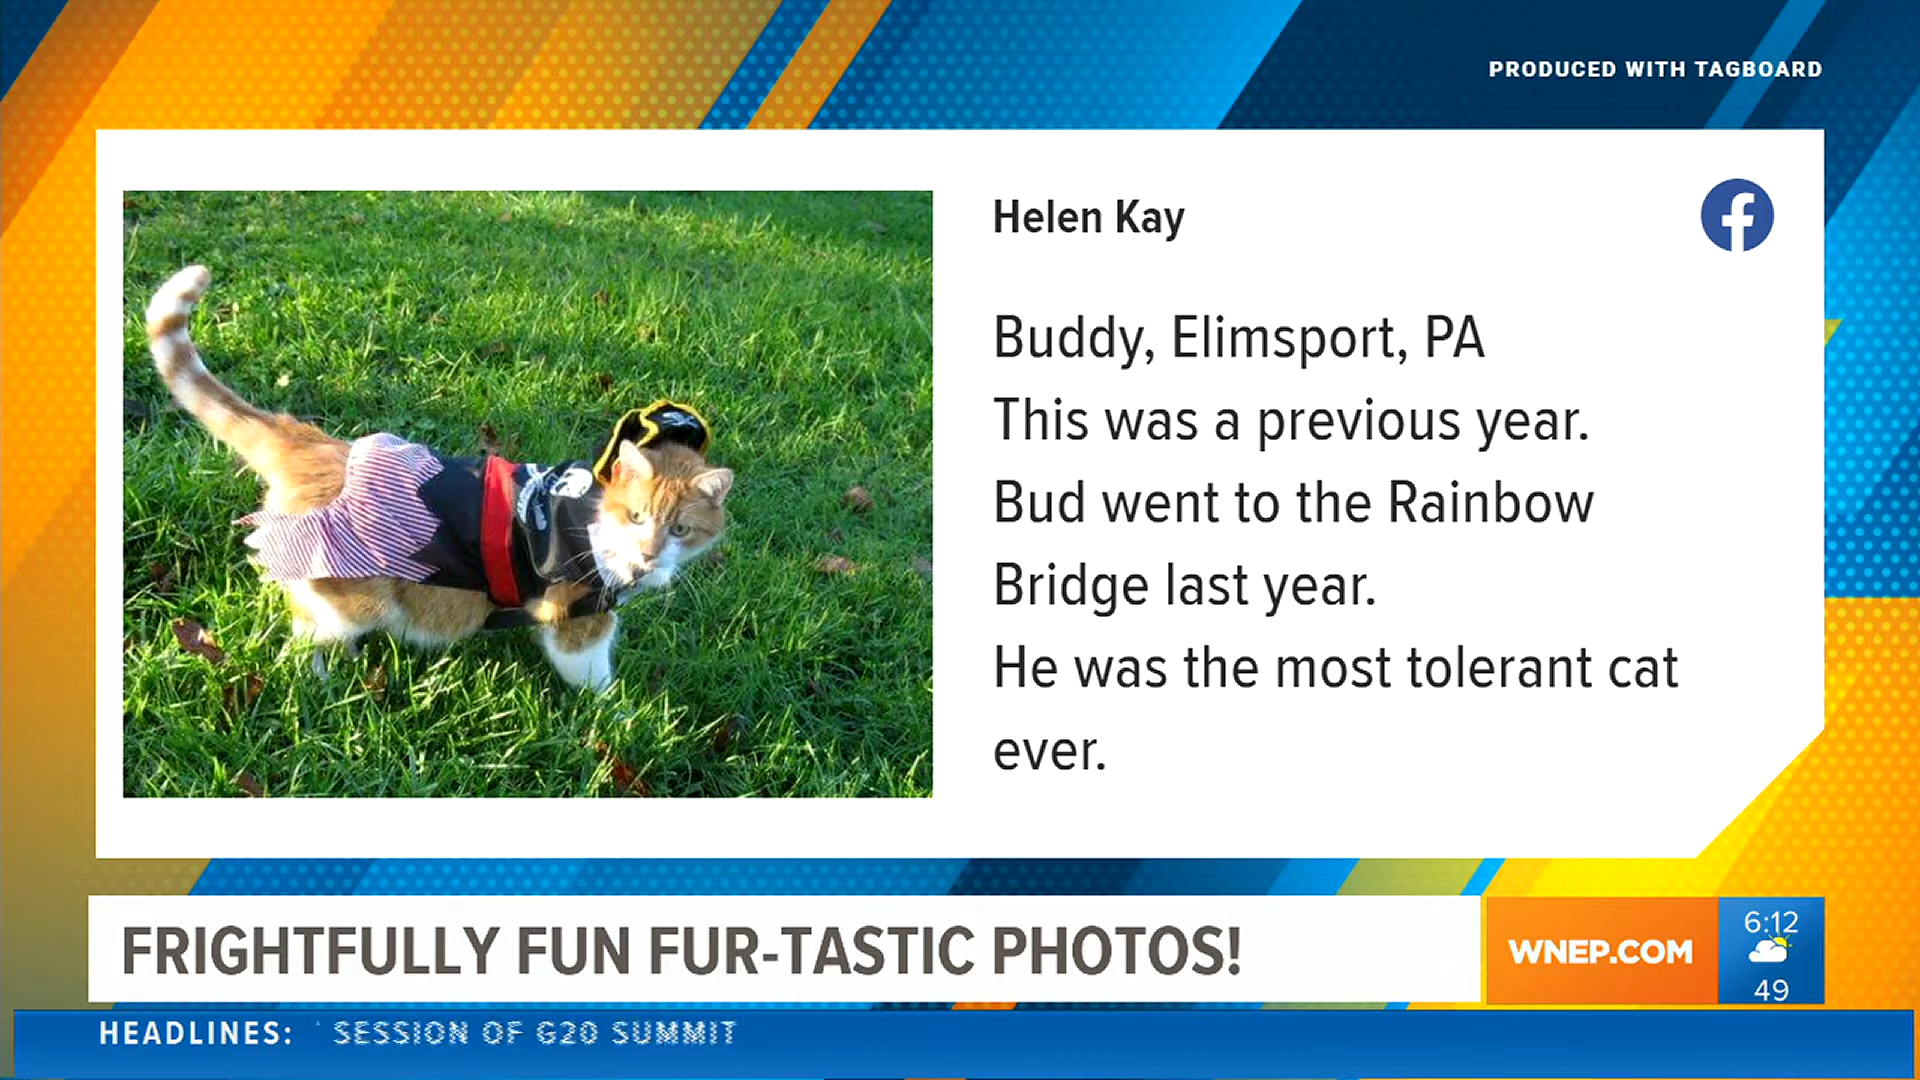 PRODUCED WITH TAGBOARD
Helen Kay
Buddy, Elimsport, PA
This was a previous year.
Bud went to the Rainbow
Bridge last year.
He was the most tolerant cat
ever.
FRIGHTFULLY FUN FUR-TASTIC PHOTOS!
WNEP.COM
6:12
49
HEADLINES: SESSION OF G20 SUMMIT